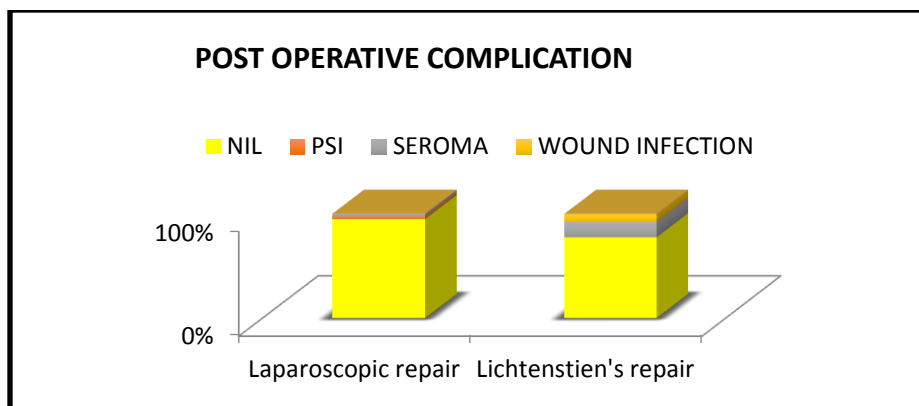 POST OPERATIVE COMPLICATION
NIL PSI SEROMA WOUND INFECTION
100%
0%
Laparoscopic repair Lichtenstien's repair